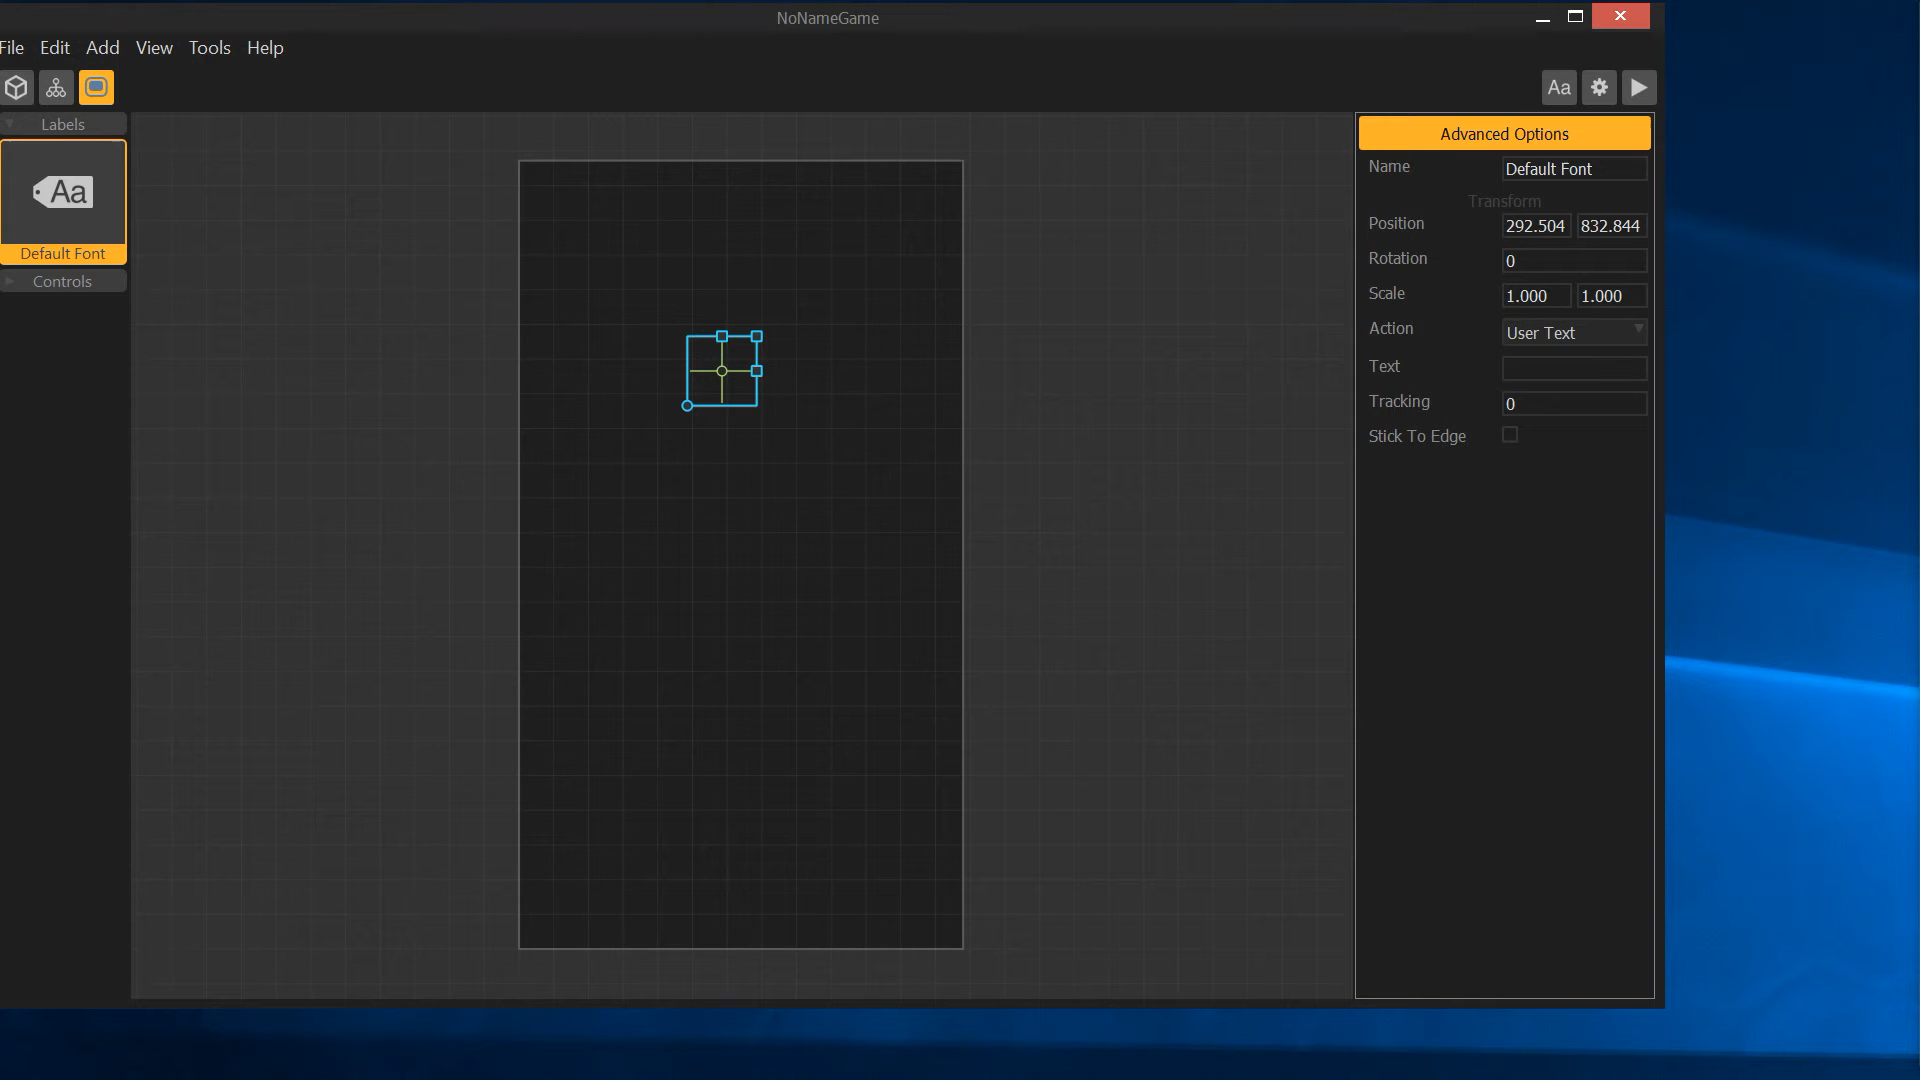 NoNameGame
File Edit Add View Tools Help
Aa
Labels
Aa
Default Font
Controls
Advanced Options
Name Default Font
Transform
Position 292.504 832.844
Rotation 0
Scale 1.000 1.000
Action User Text
Text
Tracking 0
Stick To Edge